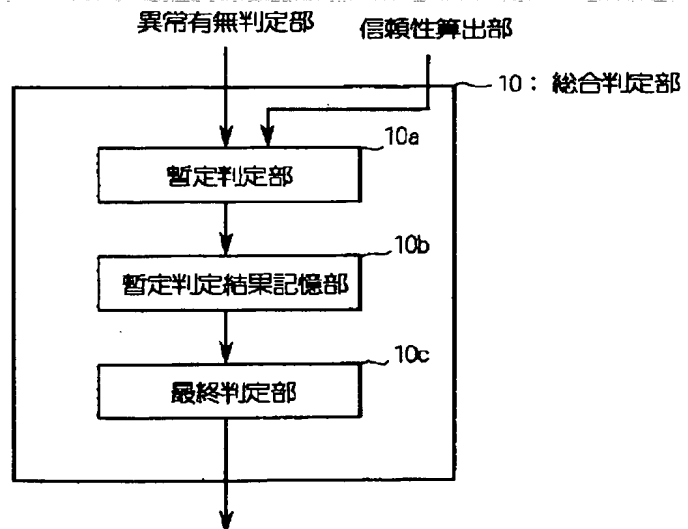 異常有無判定部
信頼性算出部
10：総合判定部
10a
暫定判定部
10b
暫定判定結果記憶部
10c
最終判定部